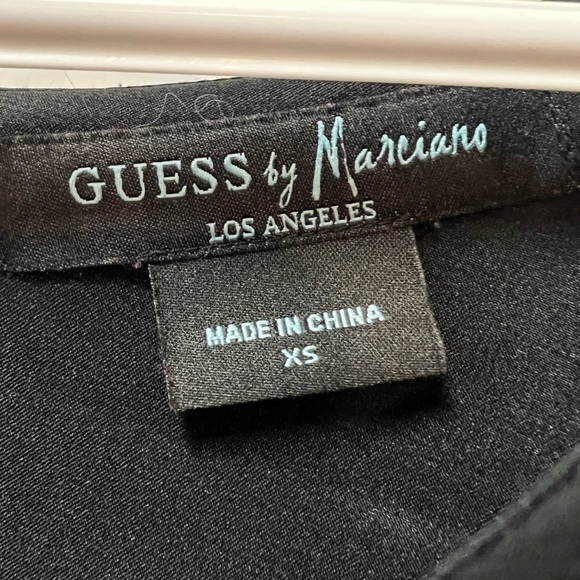 GUESS by Marciano
LOS ANGELES
MADE IN CHINA
XS